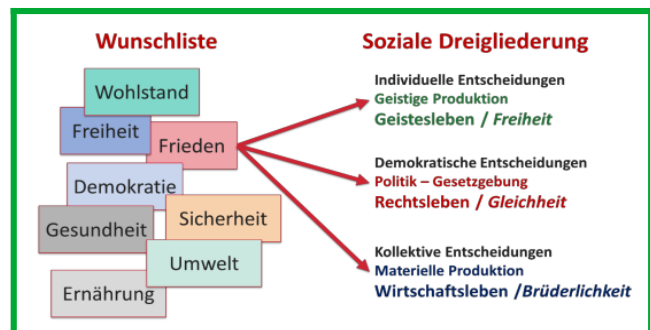 Wunschliste
Wohlstand
Freiheit
Frieden
Demokratie
Sicherheit
Gesundheit
Umwelt
Ernährung
Soziale Dreigliederung
Individuelle Entscheidungen
Geistige Produktion
Geistesleben / Freiheit
Demokratische Entscheidungen
Politik – Gesetzgebung
Rechtsleben / Gleichheit
Kollektive Entscheidungen
Materielle Produktion
Wirtschaftsleben /Brüderlichkeit